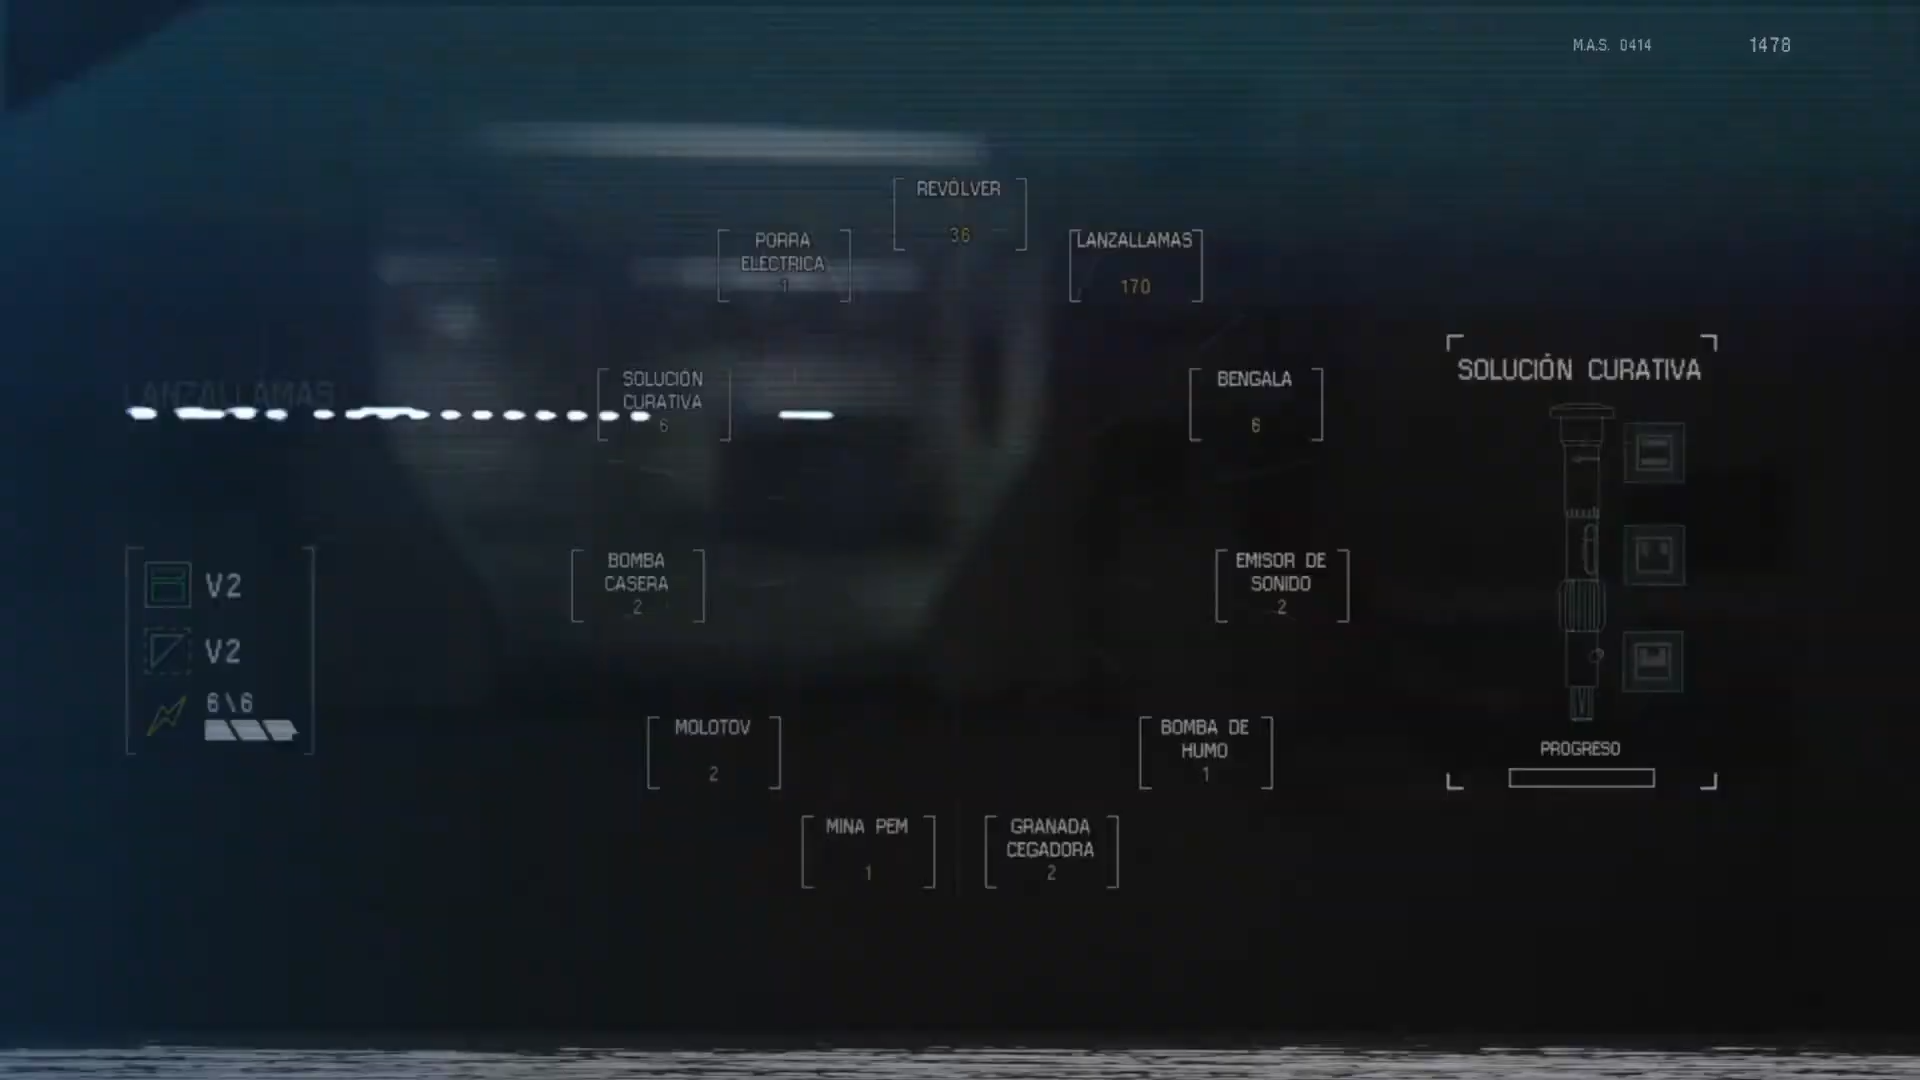 M.A.S. 0414
1478
REVÓLVER
36
PORRA
ELÉCTRICA
1
LANZALLAMAS
170
SOLUCIÓN
CURATIVA
6
BENGALA
6
SOLUCIÓN CURATIVA
LANZALLAMAS
BOMBA
CASERA
2
EMISOR DE
SONIDO
2
V2
V2
6\6
MOLOTOV
2
BOMBA DE
HUMO
1
PROGRESO
MINA PEM
1
GRANADA
CEGADORA
2